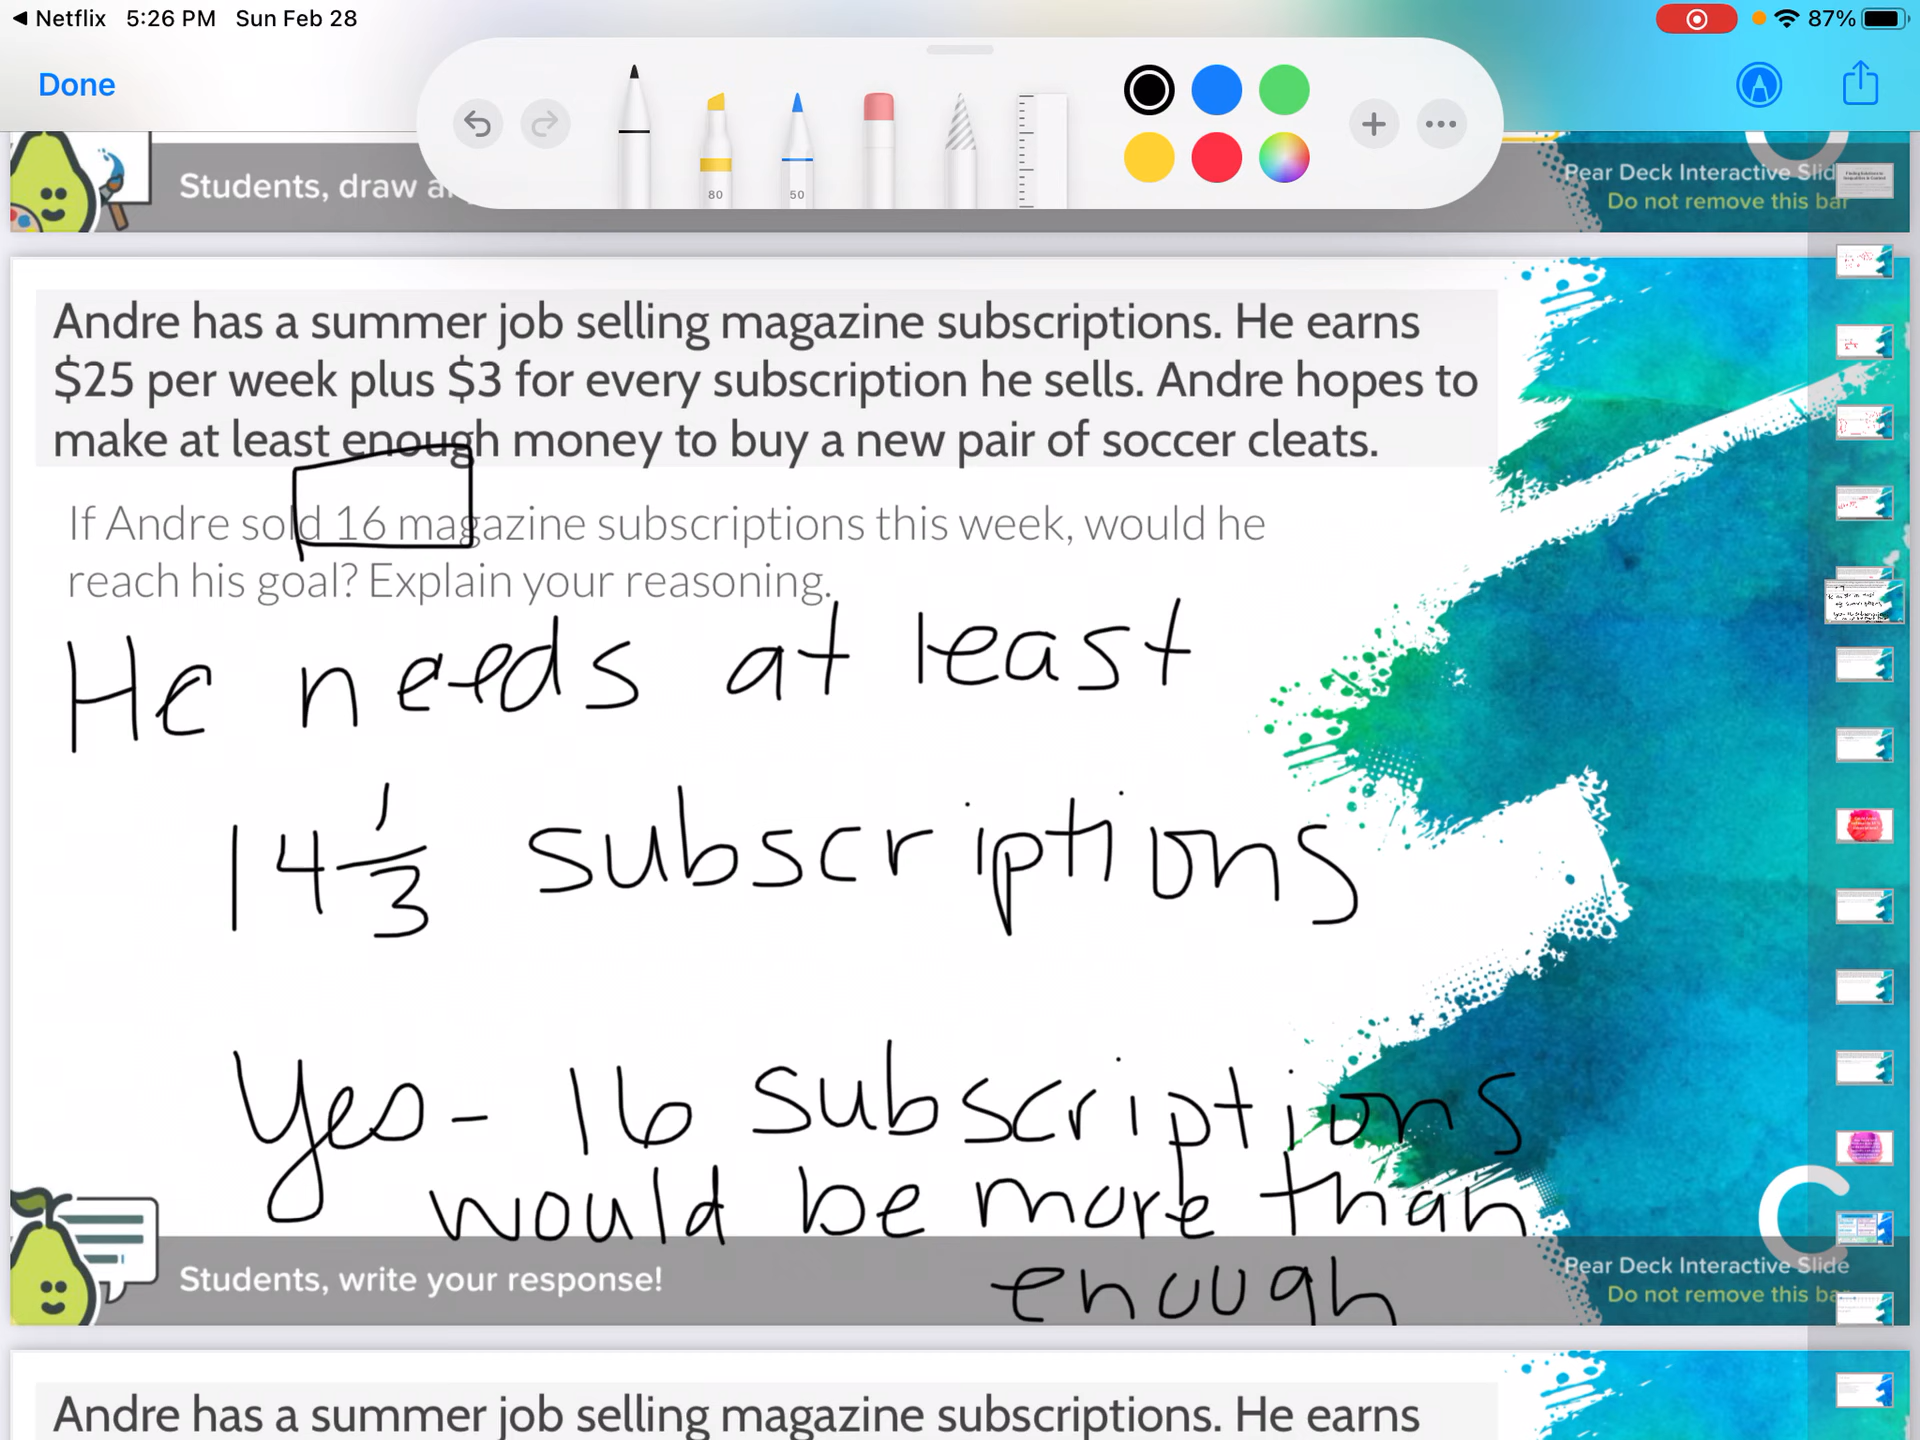 Netflix 5:26 PM Sun Feb 28 87%
Done
80 50
Students, draw
Pear Deck Interactive Slid
Do not remove this bar
Andre has a summer job selling magazine subscriptions. He earns
$25 per week plus $3 for every subscription he sells. Andre hopes to
make at least enough money to buy a new pair of soccer cleats.
If Andre sold 16 magazine subscriptions this week, would he
reach his goal? Explain your reasoning.
He needs at least
14 1/3 subscriptions
Yes - 16 subscriptions
would be more than
enough
Students, write your response!
Pear Deck Interactive Slide
Do not remove this ba
Andre has a summer job selling magazine subscriptions. He earns